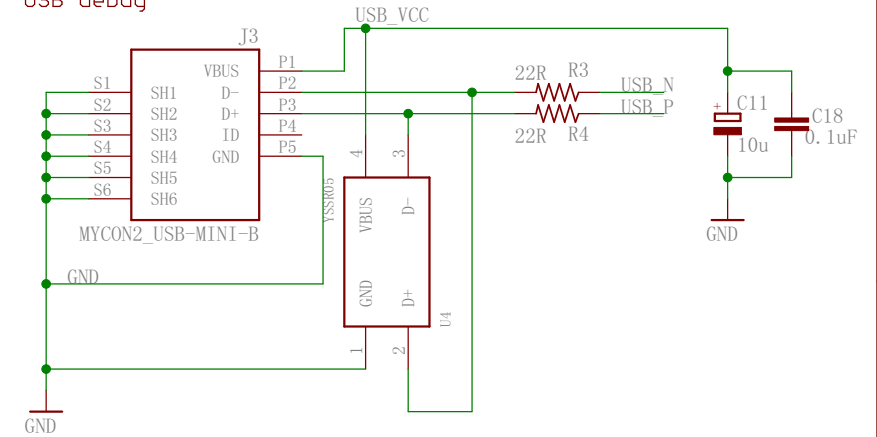 USB debug
USB_VCC
J3
VBUS P1
S1 SH1 D- P2
S2 SH2 D+ P3
S3 SH3 ID P4
S4 SH4 GND P5
S5 SH5
S6 SH6
MYCON2_USB-MINI-B
22R R3 USB_N
22R R4 USB_P
+ C11
10u
C18
0.1uF
GND
4 3
YSSR05
VBUS D-
GND D+
U4
1 2
GND
GND